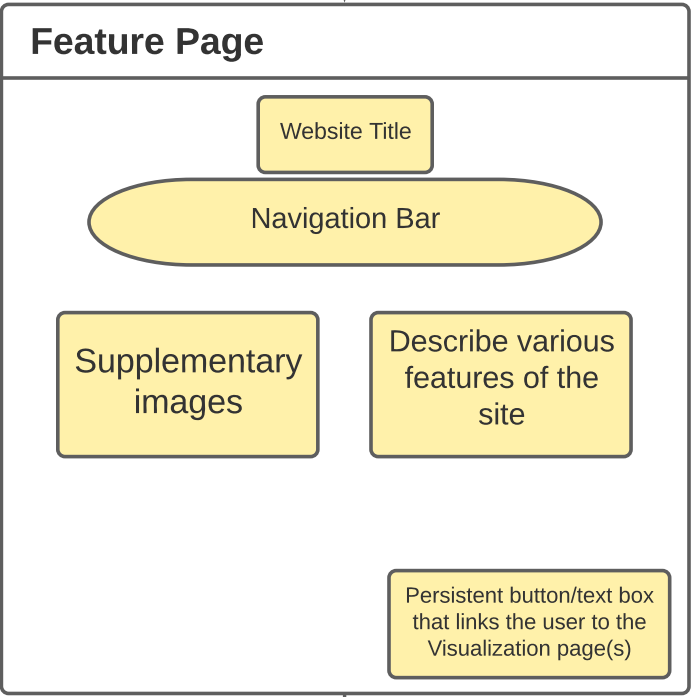 Feature Page
Website Title
Navigation Bar
Supplementary
images
Describe various
features of the
site
Persistent button/text box
that links the user to the
Visualization page(s)